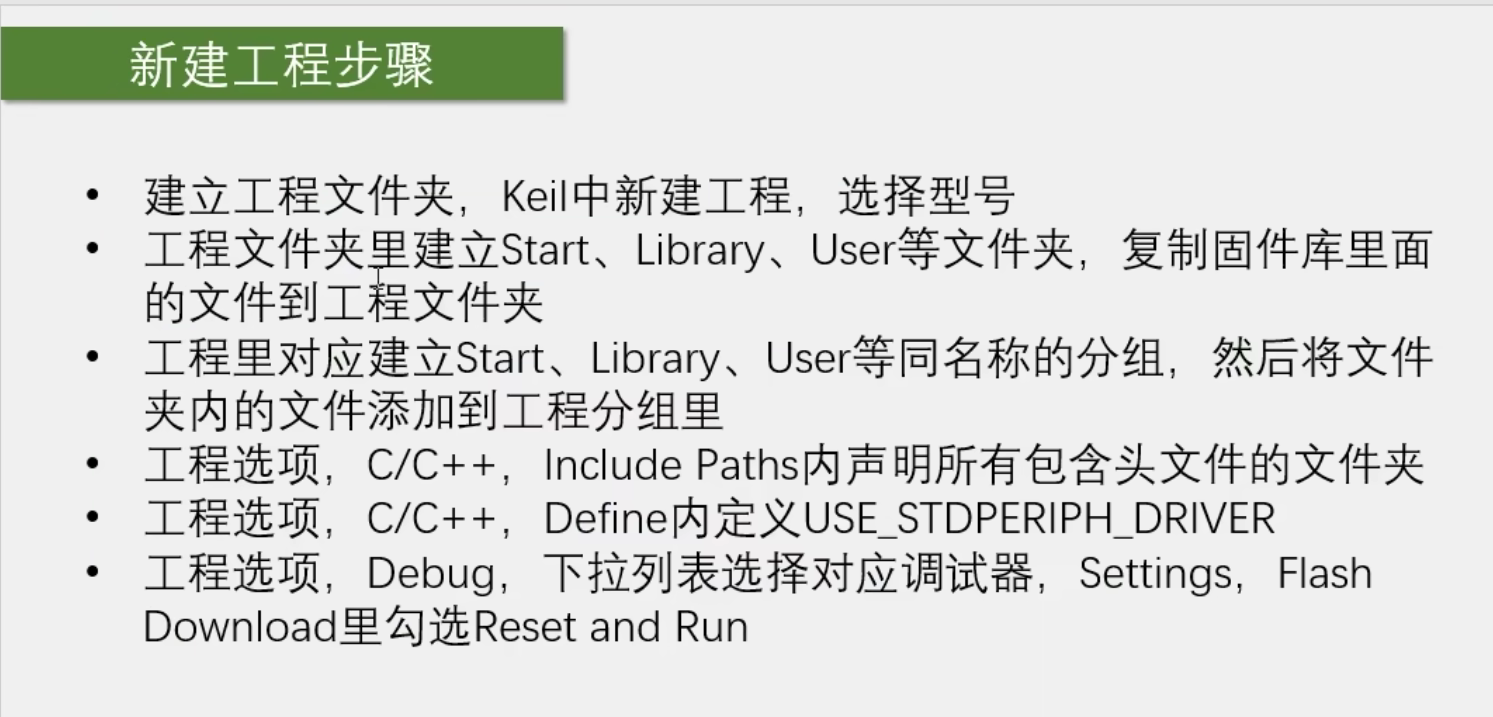 新建工程步骤
• 建立工程文件夹，Keil中新建工程，选择型号
• 工程文件夹里建立Start、Library、User等文件夹，复制固件库里面
的文件到工程文件夹
• 工程里对应建立Start、Library、User等同名称的分组，然后将文件
夹内的文件添加到工程分组里
• 工程选项，C/C++，Include Paths内声明所有包含头文件的文件夹
• 工程选项，C/C++，Define内定义USE_STDPERIPH_DRIVER
• 工程选项，Debug，下拉列表选择对应调试器，Settings，Flash
Download里勾选Reset and Run